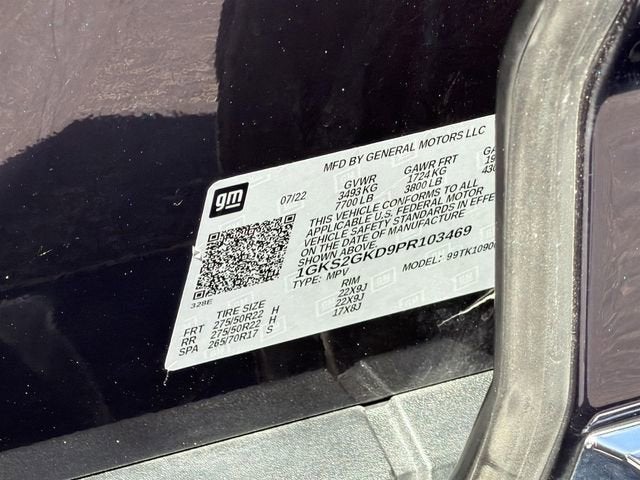 gm
07/22
MFD BY GENERAL MOTORS LLC
GVWR GAWR FRT
3493 KG 1724 KG
7700 LB 3800 LB
THIS VEHICLE CONFORMS TO ALL
APPLICABLE U.S. FEDERAL MOTOR
VEHICLE SAFETY STANDARDS IN EFFE
ON THE DATE OF MANUFACTURE
SHOWN ABOVE.
1GKS2GKD9PR103469
TYPE: MPV MODEL: 99TK1090
328E
TIRE SIZE RIM
FRT 275/50R22 H 22X9J
RR 275/50R22 H 22X9J
SPA 265/70R17 S 17X8J